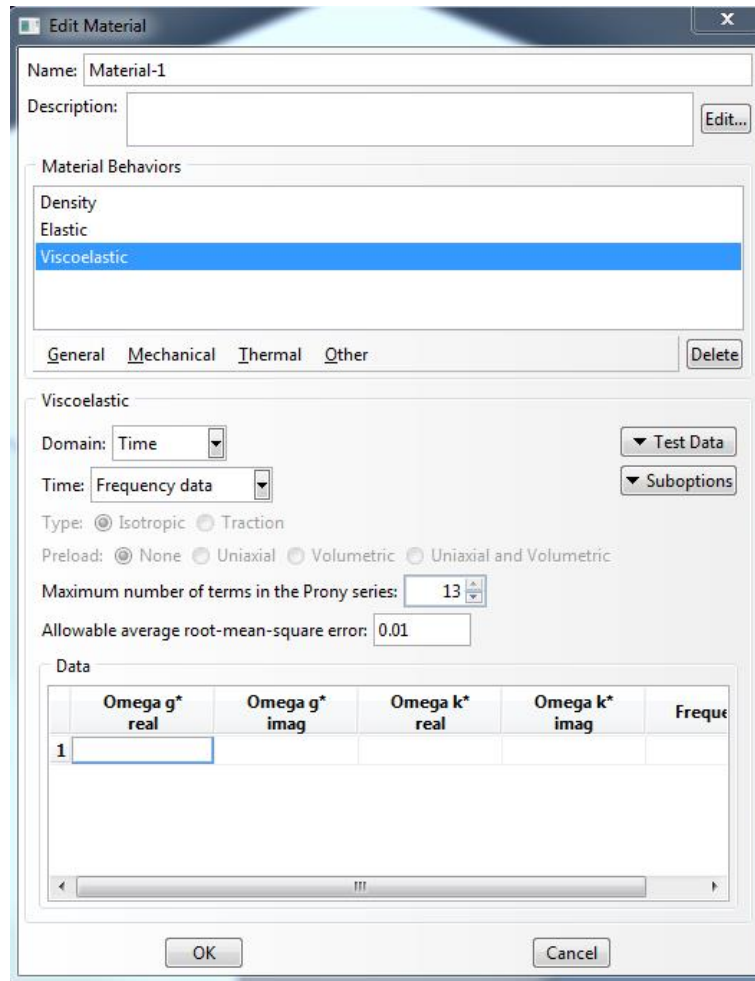 Edit Material
X
Name: Material-1
Description:
Edit...
Material Behaviors
Density
Elastic
Viscoelastic
General Mechanical Thermal Other Delete
Viscoelastic
Domain: Time Test Data
Time: Frequency data Suboptions
Type: Isotropic Traction
Preload: None Uniaxial Volumetric Uniaxial and Volumetric
Maximum number of terms in the Prony series: 13
Allowable average root-mean-square error: 0.01
Data
Omega g* Omega g* Omega k* Omega k* Freque
real imag real imag
1
OK Cancel